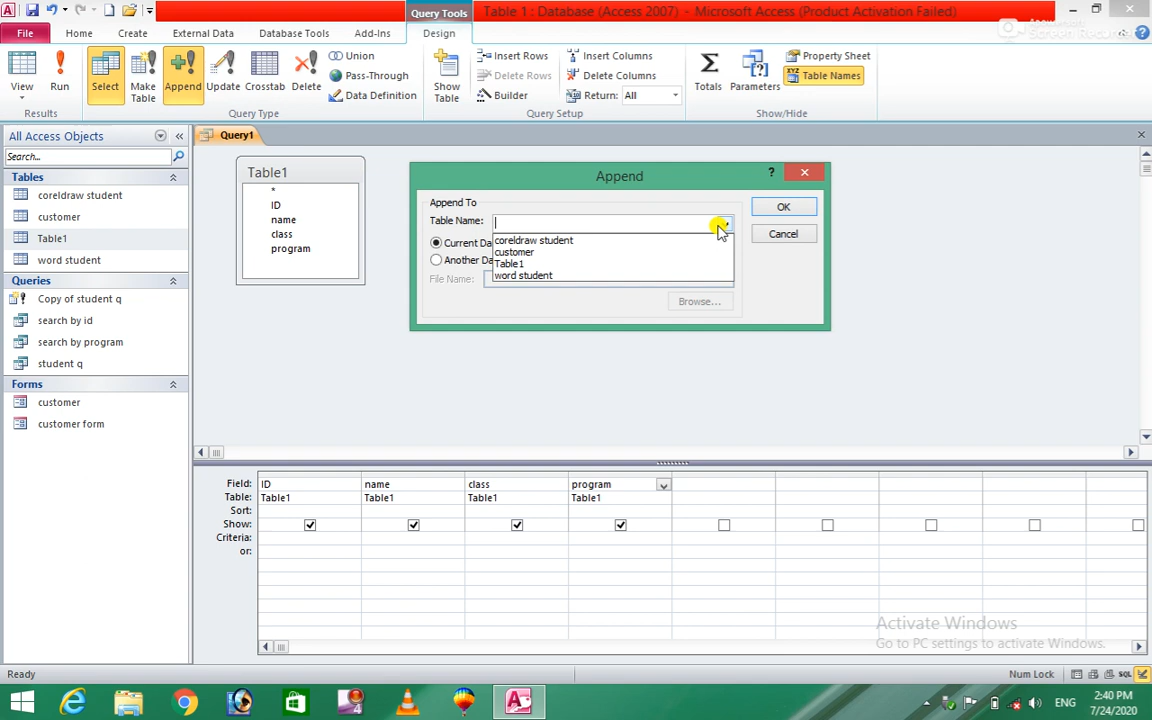 Query Tools
Table 1 : Database (Access 2007) - Microsoft Access (Product Activation Failed)
File Home Create External Data Database Tools Add-Ins Design
View
Run
Select
Make Table
Append
Update
Crosstab
Delete
Union
Pass-Through
Data Definition
Show Table
Insert Rows
Delete Rows
Builder
Insert Columns
Delete Columns
Return: All
Totals
Parameters
Property Sheet
Table Names
Results
Query Type
Query Setup
Show/Hide
All Access Objects
Search...
Tables
coreldraw student
customer
Table1
word student
Queries
Copy of student q
search by id
search by program
student q
Forms
customer
customer form
Query1
Table1
*
ID
name
class
program
Append
Append To
Table Name:
coreldraw student
customer
Table1
word student
Current Da
Another Da
File Name:
Browse...
OK
Cancel
Field: ID name class program
Table: Table1 Table1 Table1 Table1
Sort:
Show:
Criteria:
or:
Activate Windows
Go to PC settings to activate Windows.
Ready
Num Lock
SQL
ENG
2:40 PM
7/24/2020